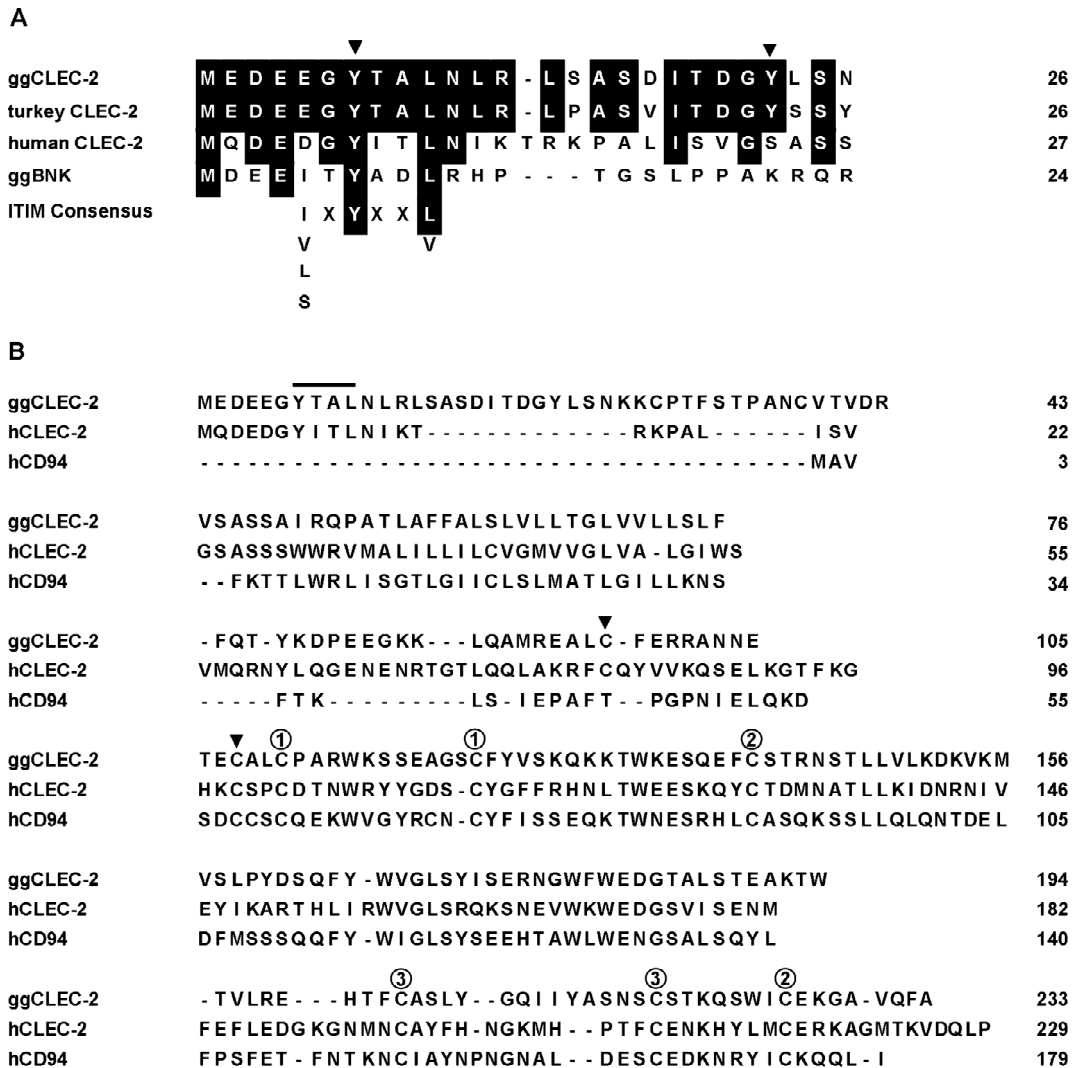 A
▼ ▼
ggCLEC-2 M E D E E G Y T A L N L R - L S A S D I T D G Y L S N 26
turkey CLEC-2 M E D E E G Y T A L N L R - L P A S V I T D G Y S S Y 26
human CLEC-2 M Q D E D G Y I T L N I K T R K P A L I S V G S A S S 27
ggBNK M D E E I T Y A D L R H P - - - T G S L P P A K R Q R 24
ITIM Consensus I X Y X X L
V V
L
S
B
ggCLEC-2 MEDEEGYTALNLRLSASDITDGYLSNKKCPTFSTPANCVTVDR 43
hCLEC-2 MQDEDGYITLNIKT-------------RKPAL------ISV 22
hCD94 --------------------------------------MAV 3
ggCLEC-2 VSASSAIRQPATLAFFALSLVLLTGLVVLLSLF 76
hCLEC-2 GSASSSWWRVMALILLILCVGMVVGLVA-LGIWS 55
hCD94 --FKTTLWRLISGTLGIICLSLMATLGILLKNS 34
▼
ggCLEC-2 -FQT-YKDPEEGKK---LQAMREALC-FERRANNE 105
hCLEC-2 VMQRNYLQGENENRTGTLQQLAKRFCQYVVKQSELKGTFKG 96
hCD94 -----FTK---------LS-IEPAFT--PGPNIELQKD 55
▼ ① ① ②
ggCLEC-2 TECALCPARWKSSEAGSCFYVSKQKKTWKESQEFCSTRNSTLLVLKDKVKM 156
hCLEC-2 HKCSPCDTNWRYYGDS-CYGFFRHNLTWEESKQYCTDMNATLLKIDNRNIV 146
hCD94 SDCCSCQEKWVGYRCN-CYFISSEQKTWNESRHLCASQKSSLLQLQNTDEL 105
ggCLEC-2 VSLPYDSQFY-WVGLSYISERNGWFWEDGTALSTEAKTW 194
hCLEC-2 EYIKARTHLIRWVGLSRQKSNEVWKWEDGSVISENM 182
hCD94 DFMSSSQQFY-WIGLSYSEEHTAWLWENGSALSQYL 140
③ ③ ②
ggCLEC-2 -TVLRE---HTFCASLY--GQIIYASNSCSTKQSWICEKGA-VQFA 233
hCLEC-2 FEFLEDGKGNMNCAYFH-NGKMH--PTFCENKHYLMCERKAGMTKVDQLP 229
hCD94 FPSFET-FNTKNCIAYNPNGNAL--DESCEDKNRYICKQQL-I 179